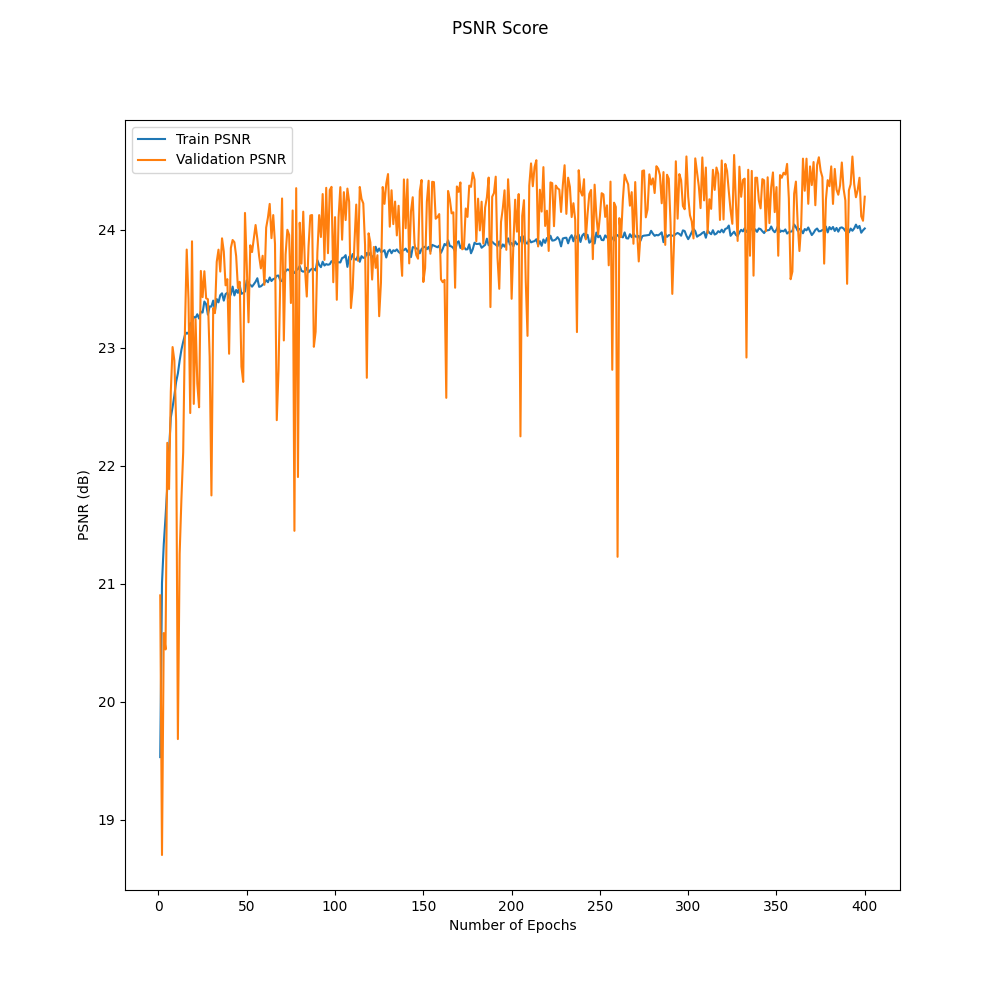 PSNR Score
Train PSNR
Validation PSNR
PSNR (dB)
24
23
22
21
20
19
0 50 100 150 200 250 300 350 400
Number of Epochs